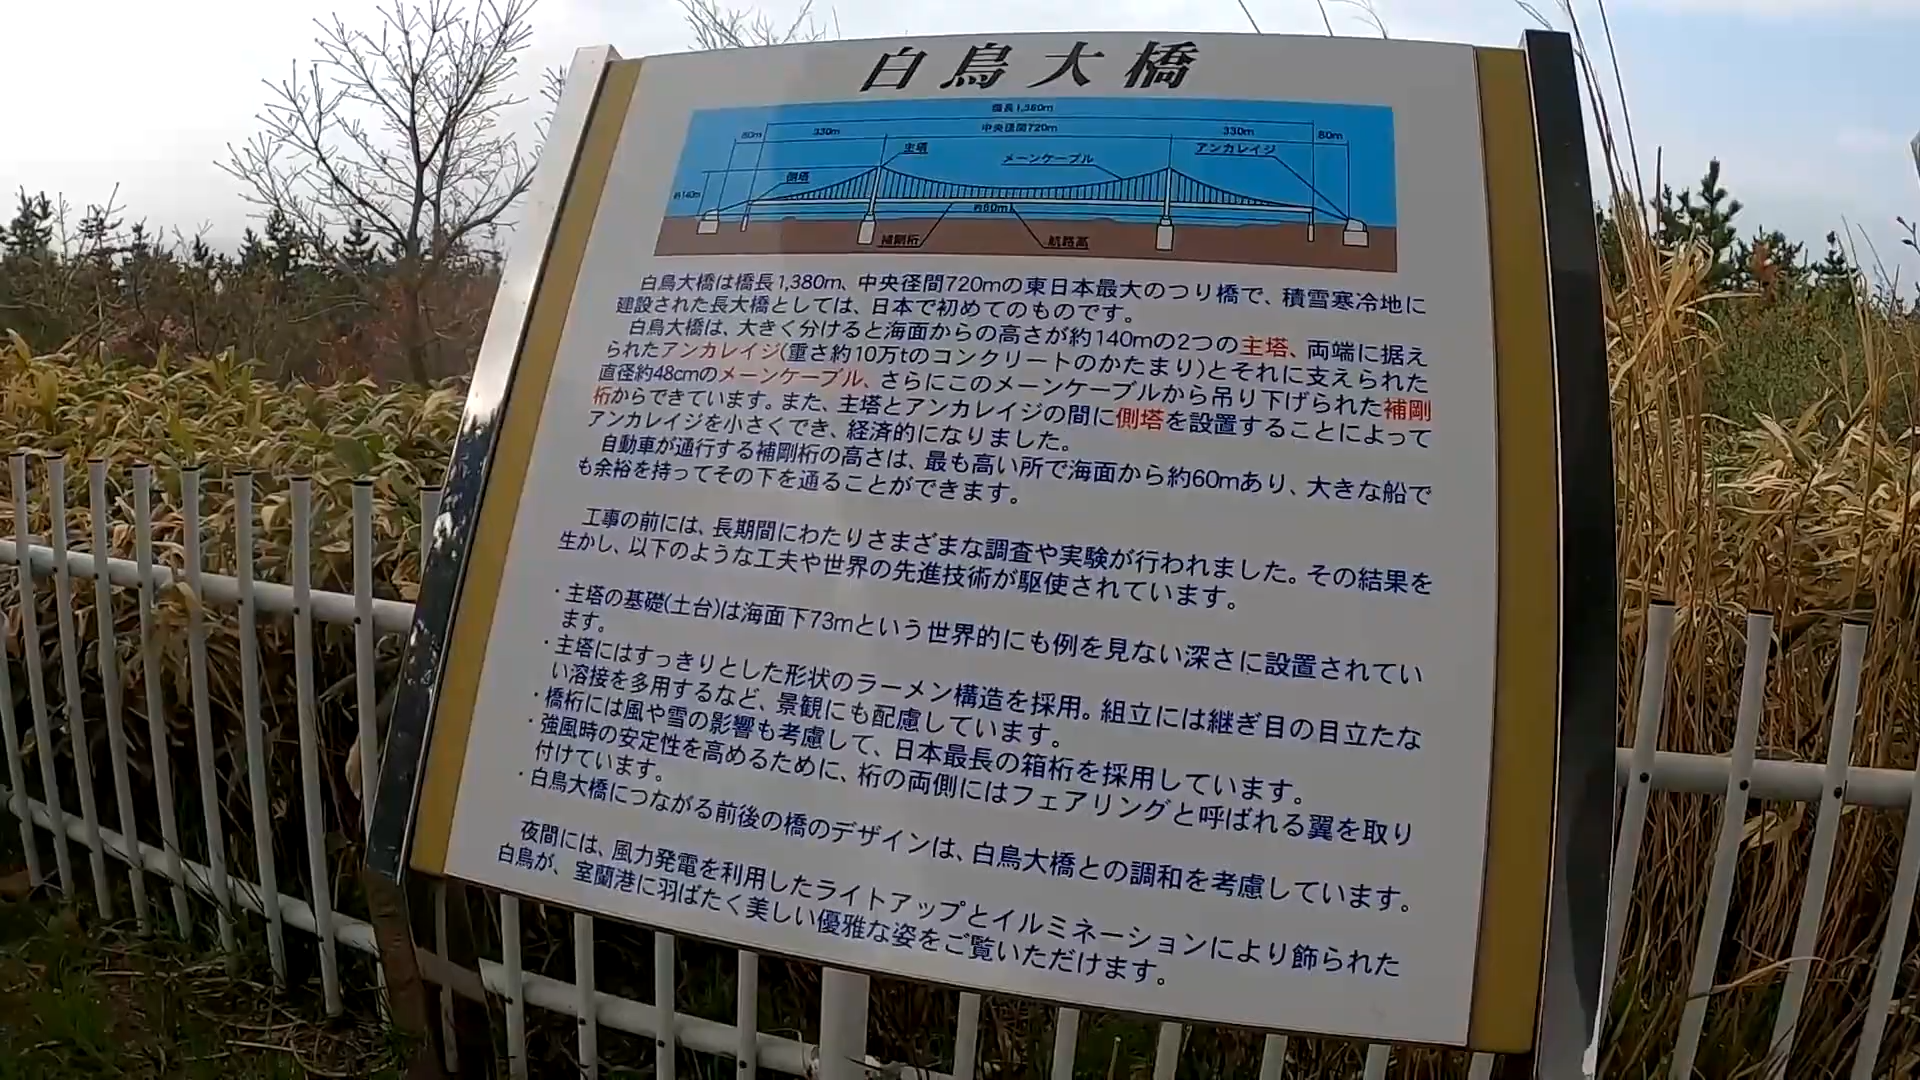 白鳥大橋
橋長1,380m
80m 330m 中央径間720m 330m 80m
主塔 メーンケーブル アンカレイジ
側塔
約140m
約60m
補剛桁 航路高
白鳥大橋は橋長1,380m、中央径間720mの東日本最大のつり橋で、積雪寒冷地に
建設された長大橋としては、日本で初めてのものです。
白鳥大橋は、大きく分けると海面からの高さが約140mの2つの主塔、両端に据え
られたアンカレイジ(重さ約10万tのコンクリートのかたまり)とそれに支えられた
直径約48cmのメーンケーブル、さらにこのメーンケーブルから吊り下げられた補剛
桁からできています。また、主塔とアンカレイジの間に側塔を設置することによって
アンカレイジを小さくでき、経済的になりました。
自動車が通行する補剛桁の高さは、最も高い所で海面から約60mあり、大きな船で
も余裕を持ってその下を通ることができます。
工事の前には、長期間にわたりさまざまな調査や実験が行われました。その結果を
生かし、以下のような工夫や世界の先進技術が駆使されています。
・主塔の基礎(土台)は海面下73mという世界的にも例を見ない深さに設置されてい
ます。
・主塔にはすっきりとした形状のラーメン構造を採用。組立には継ぎ目の目立たな
い溶接を多用するなど、景観にも配慮しています。
・橋桁には風や雪の影響も考慮して、日本最長の箱桁を採用しています。
・強風時の安定性を高めるために、桁の両側にはフェアリングと呼ばれる翼を取り
付けています。
・白鳥大橋につながる前後の橋のデザインは、白鳥大橋との調和を考慮しています。
夜間には、風力発電を利用したライトアップとイルミネーションにより飾られた
白鳥が、室蘭港に羽ばたく美しい優雅な姿をご覧いただけます。